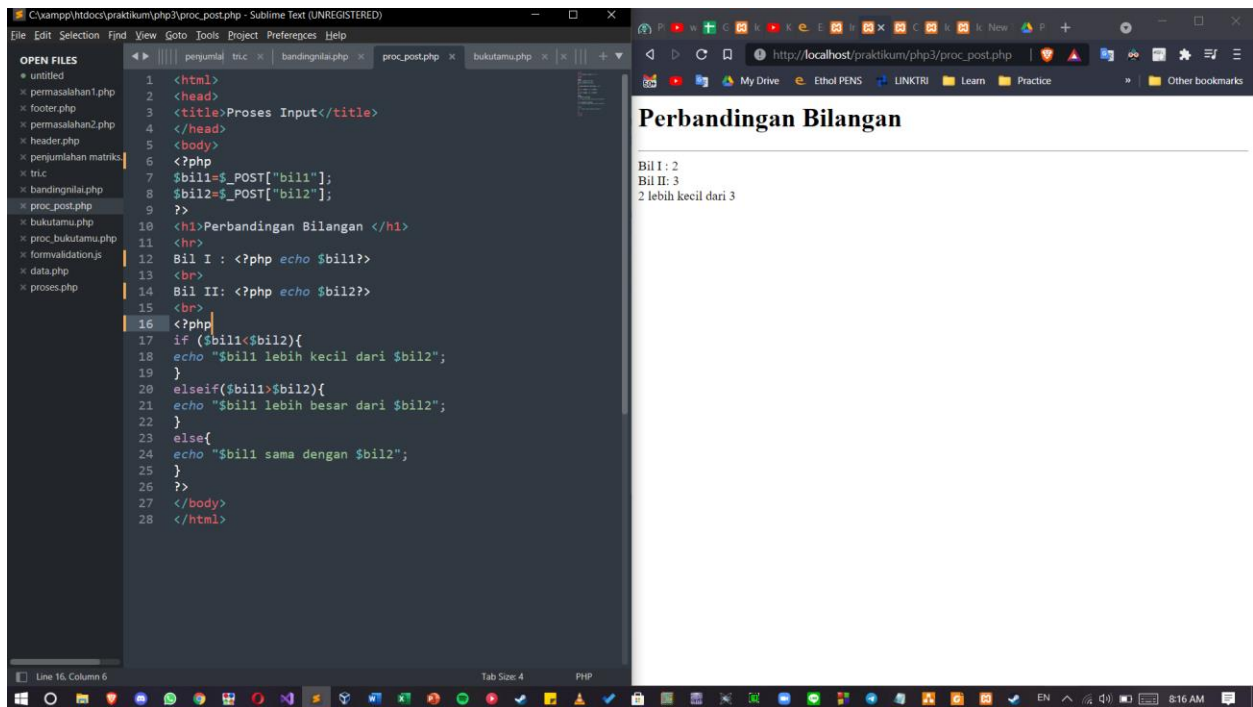 C:\xampp\htdocs\praktikum\php3\proc_post.php - Sublime Text (UNREGISTERED)
File Edit Selection Find View Goto Tools Project Preferences Help
OPEN FILES
untitled
permasalahan1.php
footer.php
permasalahan2.php
header.php
penjumlahan matriks.
tri.c
bandingnilai.php
proc_post.php
bukutamu.php
proc_bukutamu.php
formvalidation.js
data.php
proses.php
penjumlal tri.c bandingnilai.php proc_post.php bukutamu.php
1 <html>
2 <head>
3 <title>Proses Input</title>
4 </head>
5 <body>
6 <?php
7 $bil1=$_POST["bil1"];
8 $bil2=$_POST["bil2"];
9 ?>
10 <h1>Perbandingan Bilangan </h1>
11 <hr>
12 Bil I : <?php echo $bil1?>
13 <br>
14 Bil II: <?php echo $bil2?>
15 <br>
16 <?php
17 if ($bil1<$bil2){
18 echo "$bil1 lebih kecil dari $bil2";
19 }
20 elseif($bil1>$bil2){
21 echo "$bil1 lebih besar dari $bil2";
22 }
23 else{
24 echo "$bil1 sama dengan $bil2";
25 }
26 ?>
27 </body>
28 </html>
Line 16, Column 6 Tab Size: 4 PHP
New
http://localhost/praktikum/php3/proc_post.php
My Drive Ethol PENS LINKTRI Learn Practice » Other bookmarks
Perbandingan Bilangan
Bil I : 2
Bil II: 3
2 lebih kecil dari 3
EN 8:16 AM